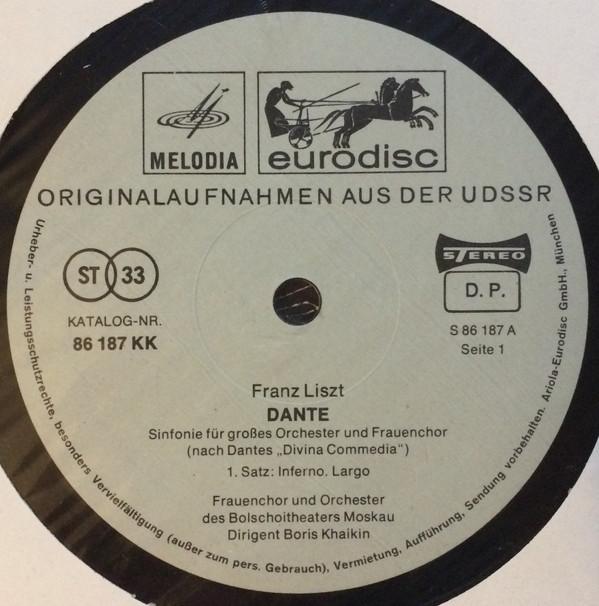 MELODIA
eurodisc
ORIGINALAUFNAHMEN AUS DER UDSSR
ST 33
KATALOG-NR.
86 187 KK
STEREO
D. P.
S 86 187 A
Seite 1
Franz Liszt
DANTE
Sinfonie für großes Orchester und Frauenchor
(nach Dantes „Divina Commedia“)
1. Satz: Inferno. Largo
Frauenchor und Orchester
des Bolschoitheaters Moskau
Dirigent Boris Khaikin
Urheber- u. Leistungsschutzrechte, besonders Vervielfältigung (außer zum pers. Gebrauch), Vermietung, Aufführung, Sendung vorbehalten. Ariola-Eurodisc GmbH., München